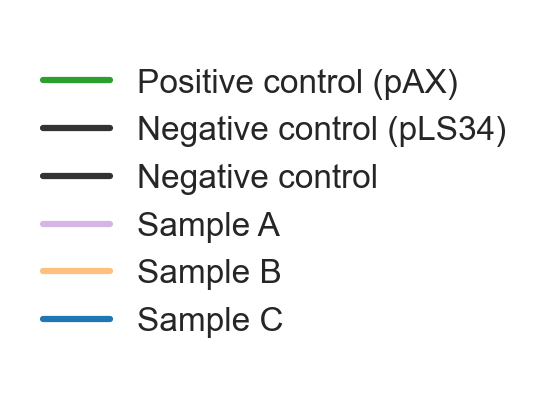 Positive control (pAX)
Negative control (pLS34)
Negative control
Sample A
Sample B
Sample C